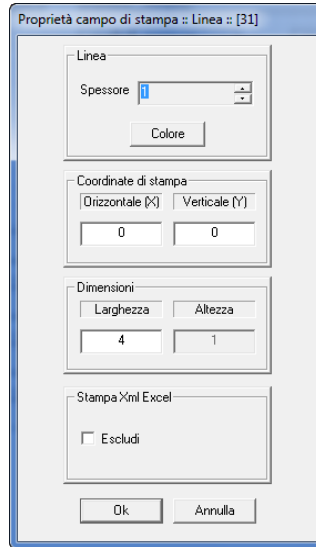 Proprietà campo di stampa :: Linea :: [31]
Linea
Spessore 1
Colore
Coordinate di stampa
Orizzontale (X) Verticale (Y)
0 0
Dimensioni
Larghezza Altezza
4 1
Stampa Xml Excel
Escludi
Ok Annulla